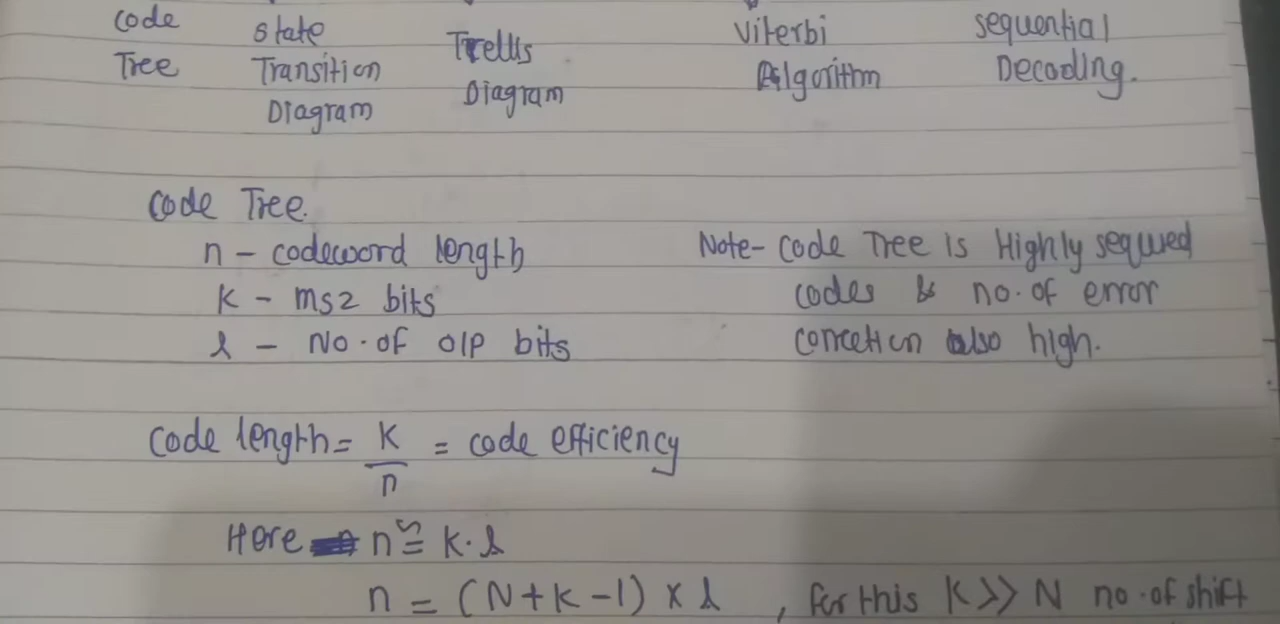 code state Trellis Viterbi sequential
Tree Transition Diagram Algorithm Decoding.
Diagram
code Tree.
n - codeword length Note- code Tree is Highly sequred
k - msz bits codes & no. of error
l - No. of O/P bits correction also high.
code length = K/n = code efficiency
Here n ≅ k.l
n = (N+k-1) x l , for this K>> N no. of shift